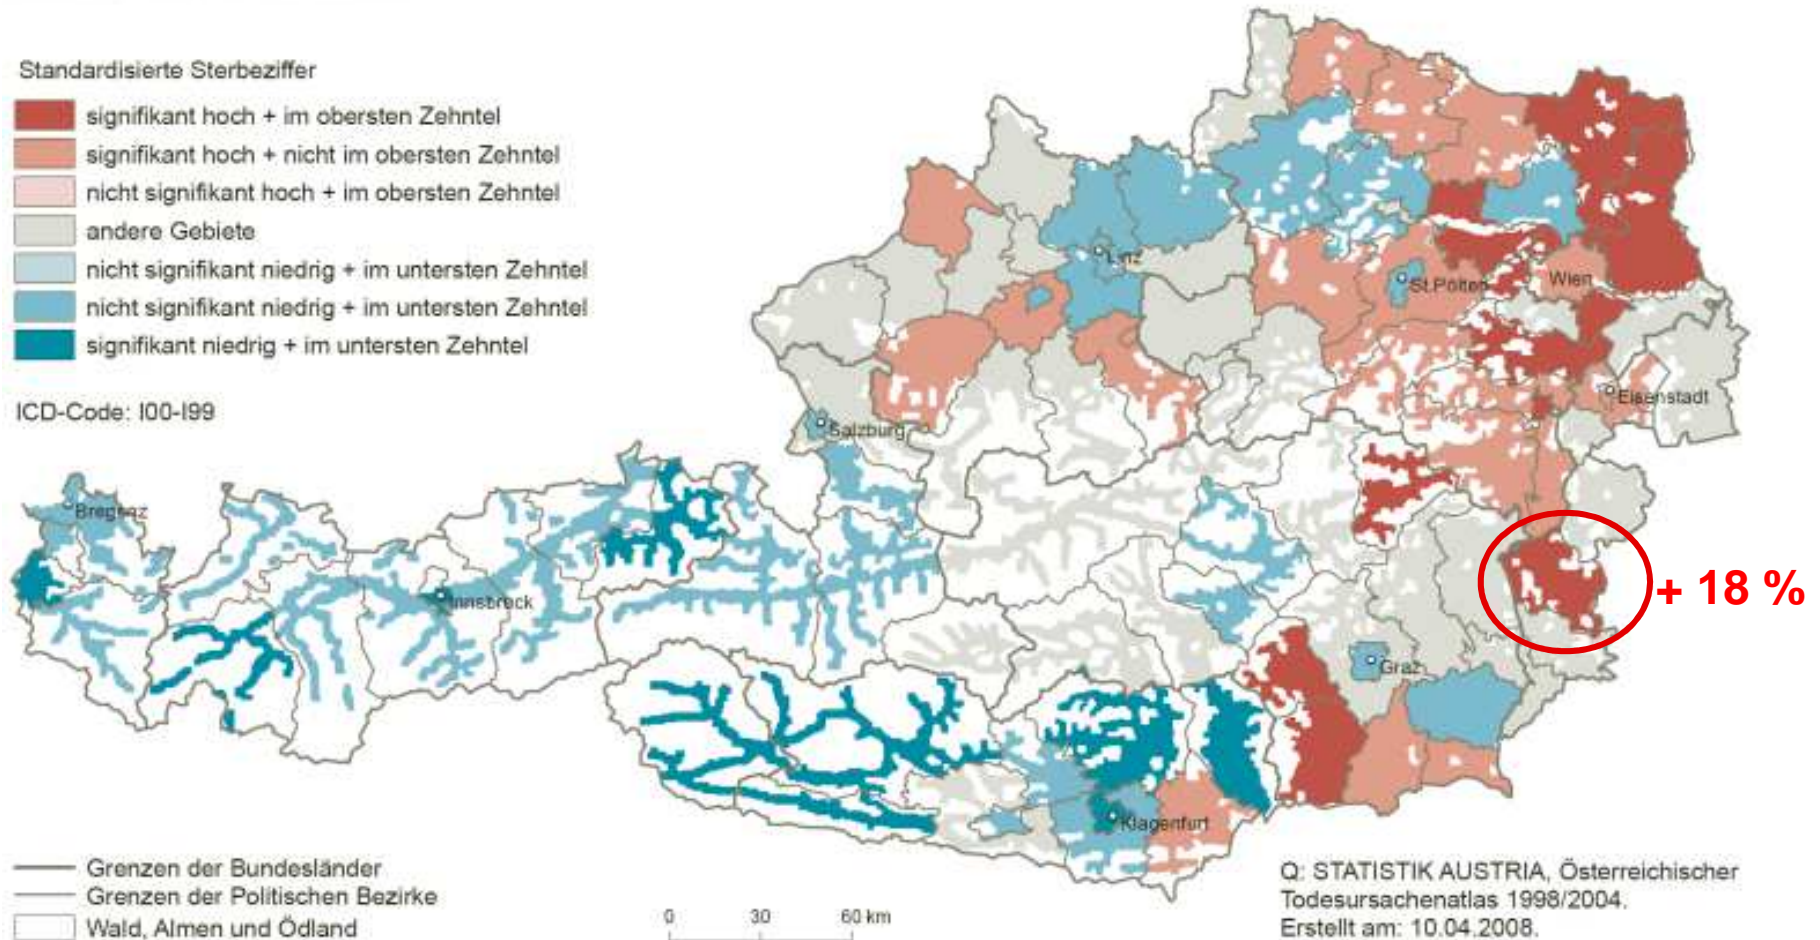 Standardisierte Sterbeziffer
signifikant hoch + im obersten Zehntel
signifikant hoch + nicht im obersten Zehntel
nicht signifikant hoch + im obersten Zehntel
andere Gebiete
nicht signifikant niedrig + im untersten Zehntel
nicht signifikant niedrig + im untersten Zehntel
signifikant niedrig + im untersten Zehntel
ICD-Code: I00-I99
Linz
St.Pölten
Wien
Eisenstadt
Salzburg
Bregenz
Innsbruck
+ 18 %
Graz
Klagenfurt
Grenzen der Bundesländer
Grenzen der Politischen Bezirke
Wald, Almen und Ödland
0 30 60 km
Q: STATISTIK AUSTRIA, Österreichischer
Todesursachenatlas 1998/2004.
Erstellt am: 10.04.2008.